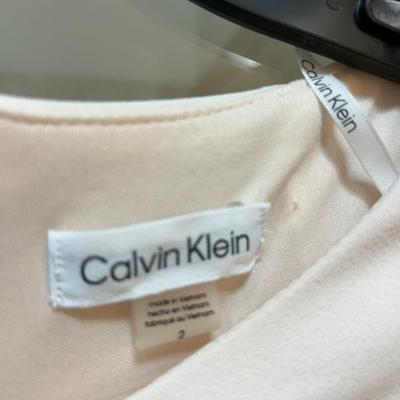 Calvin Klein
Calvin Klein
made in Vietnam
hecho en Vietnam
fabriqué au Vietnam
2